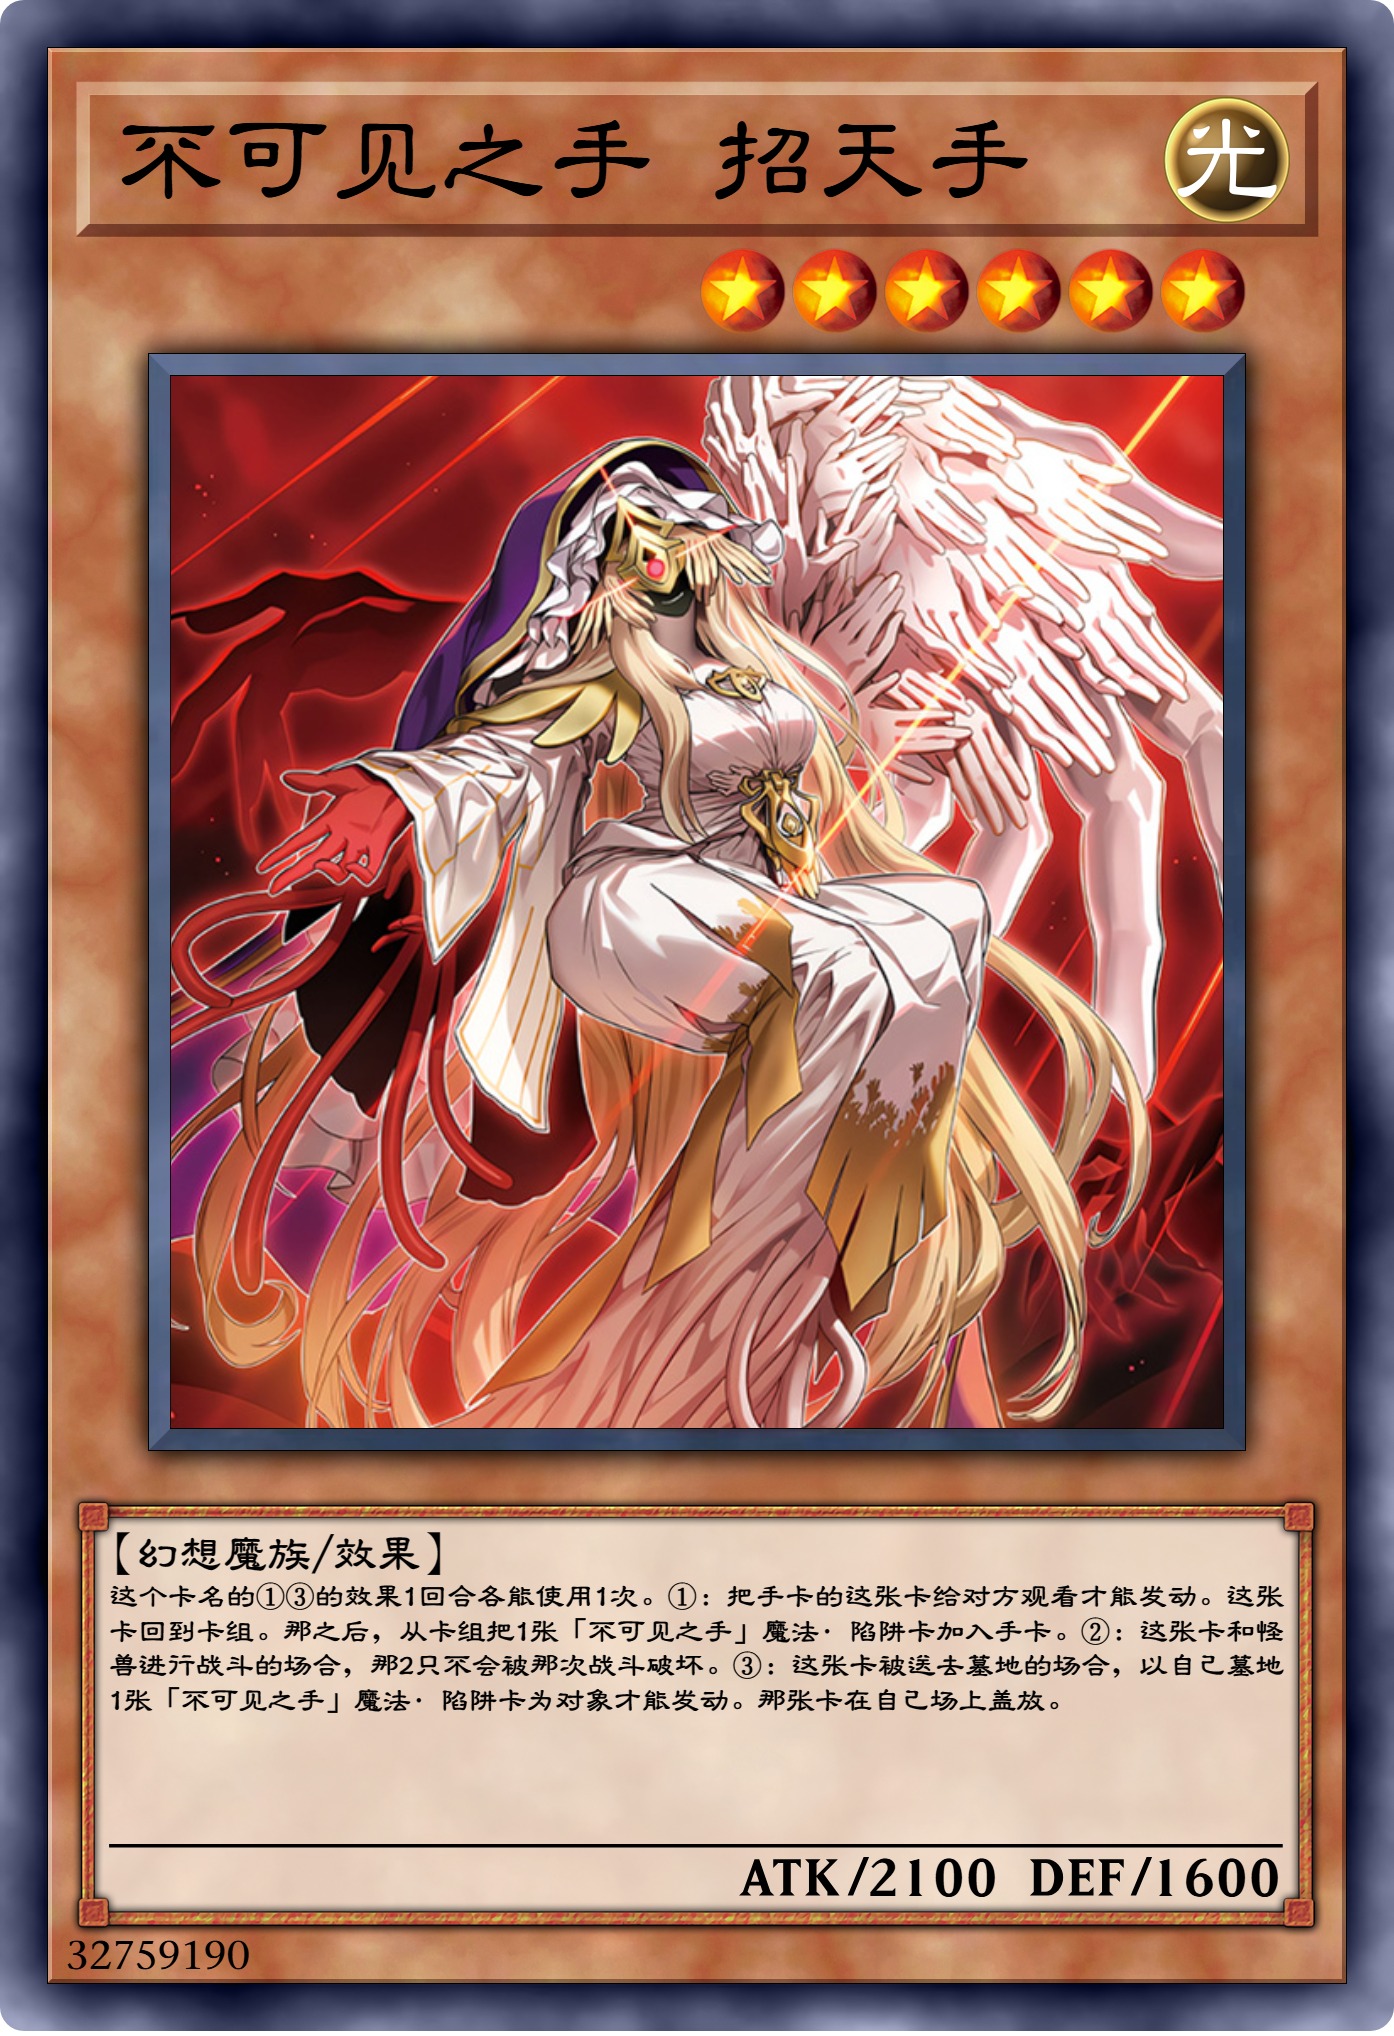 不可见之手 招天手
光
【幻想魔族/效果】
这个卡名的①③的效果1回合各能使用1次。①：把手卡的这张卡给对方观看才能发动。这张
卡回到卡组。那之后，从卡组把1张「不可见之手」魔法·陷阱卡加入手卡。②：这张卡和怪
兽进行战斗的场合，那2只不会被那次战斗破坏。③：这张卡被送去墓地的场合，以自己墓地
1张「不可见之手」魔法·陷阱卡为对象才能发动。那张卡在自己场上盖放。
ATK/2100 DEF/1600
32759190